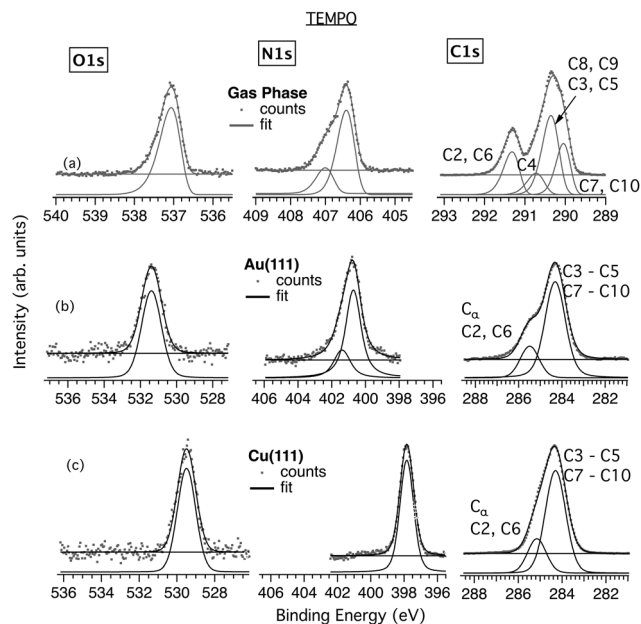 TEMPO
O1s
N1s
C1s
Gas Phase
counts
fit
C8, C9
C3, C5
C2, C6
C4
C7, C10
(a)
540 539 538 537 536
409 408 407 406 405
293 292 291 290 289
Intensity (arb. units)
(b)
Au(111)
counts
fit
Cα
C2, C6
C3 - C5
C7 - C10
536 534 532 530 528
406 404 402 400 398 396
288 286 284 282
(c)
Cu(111)
counts
fit
Cα
C2, C6
C3 - C5
C7 - C10
536 534 532 530 528
406 404 402 400 398 396
288 286 284 282
Binding Energy (eV)